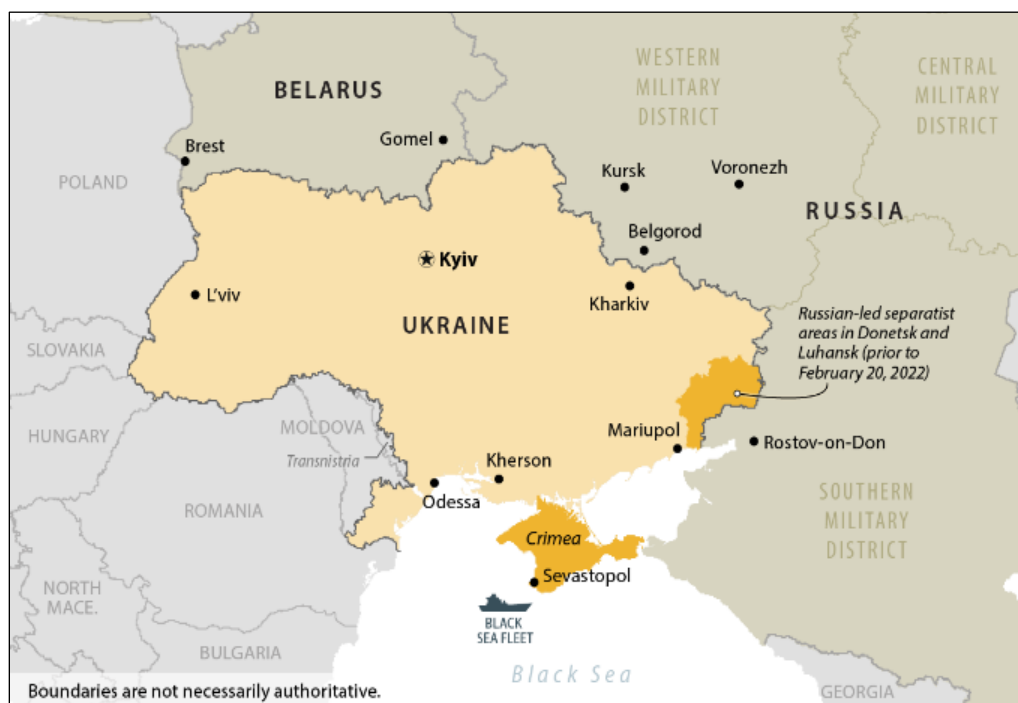 WESTERN
MILITARY
DISTRICT
CENTRAL
MILITARY
DISTRICT
BELARUS
Gomel
Brest
POLAND
Kursk
Voronezh
RUSSIA
Belgorod
Kyiv
L'viv
Kharkiv
UKRAINE
Russian-led separatist
areas in Donetsk and
Luhansk (prior to
February 20, 2022)
SLOVAKIA
HUNGARY
MOLDOVA
Transnistria
Mariupol
Rostov-on-Don
Kherson
Odessa
ROMANIA
SOUTHERN
MILITARY
DISTRICT
Crimea
Sevastopol
NORTH
MACE.
BLACK
SEA FLEET
BULGARIA
Black Sea
GEORGIA
Boundaries are not necessarily authoritative.